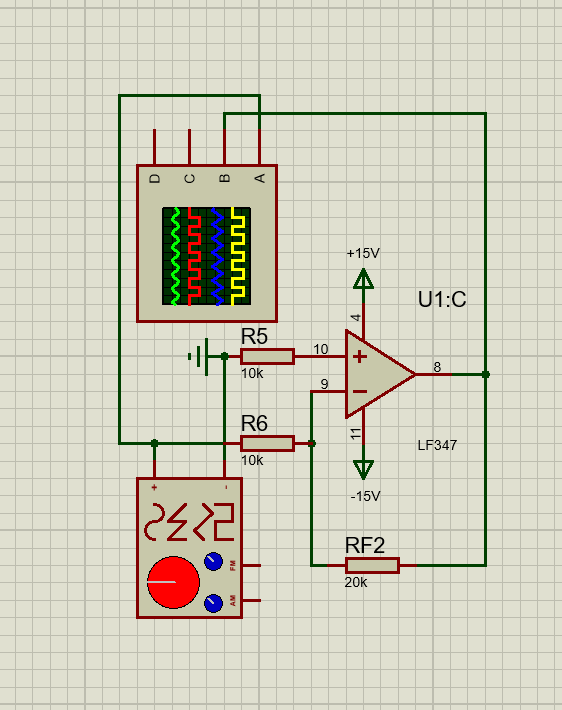 D C B A
+15V
U1:C
4
R5
10
8
10k
9
R6
11
10k
LF347
-15V
+ -
RF2
FM
20k
AM